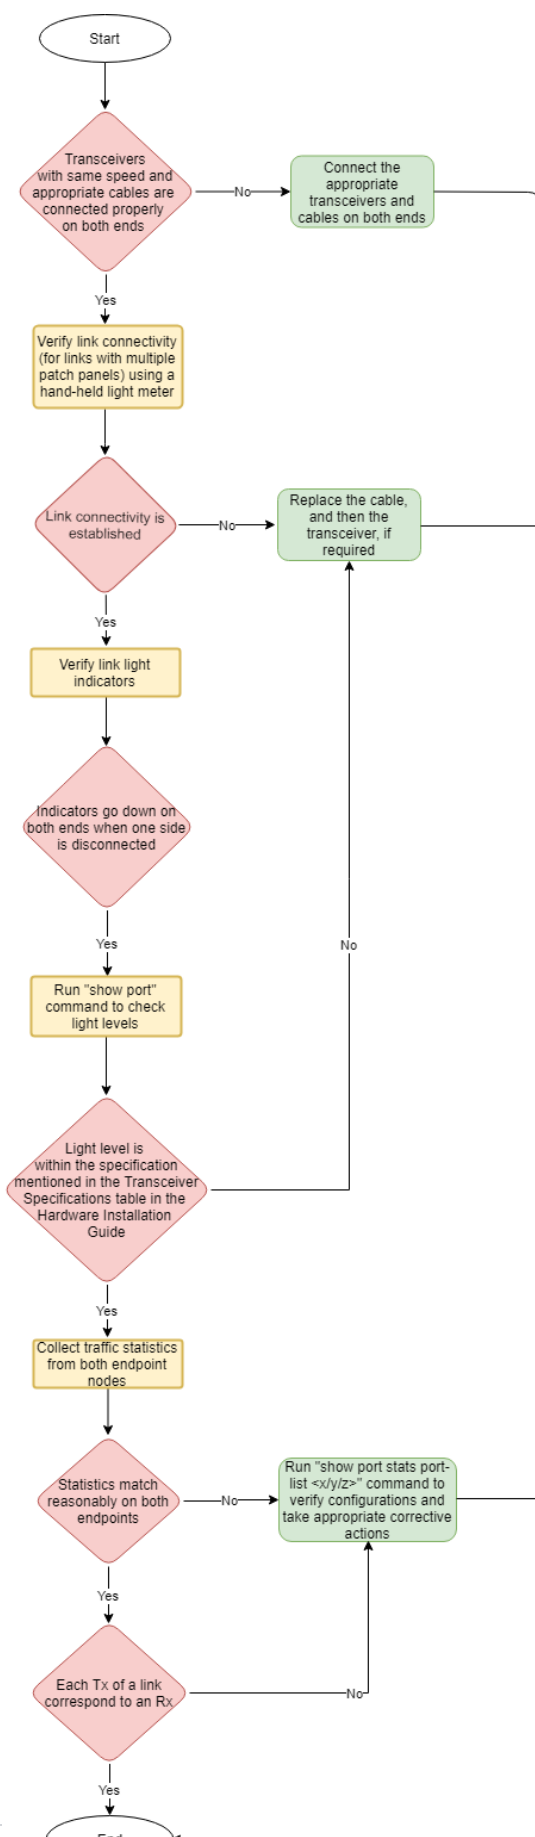 Start
Transceivers
with same speed and
appropriate cables are
connected properly
on both ends
No
Connect the
appropriate
transceivers and
cables on both ends
Yes
Verify link connectivity
(for links with multiple
patch panels) using a
hand-held light meter
Link connectivity is
established
No
Replace the cable,
and then the
transceiver, if
required
Yes
Verify link light
indicators
Indicators go down on
both ends when one side
is disconnected
Yes
No
Run "show port"
command to check
light levels
Light level is
within the specification
mentioned in the Transceiver
Specifications table in the
Hardware Installation
Guide
Yes
Collect traffic statistics
from both endpoint
nodes
Statistics match
reasonably on both
endpoints
No
Run "show port stats port-
list <x/y/z>" command to
verify configurations and
take appropriate corrective
actions
Yes
Each Tx of a link
correspond to an Rx
No
Yes
End